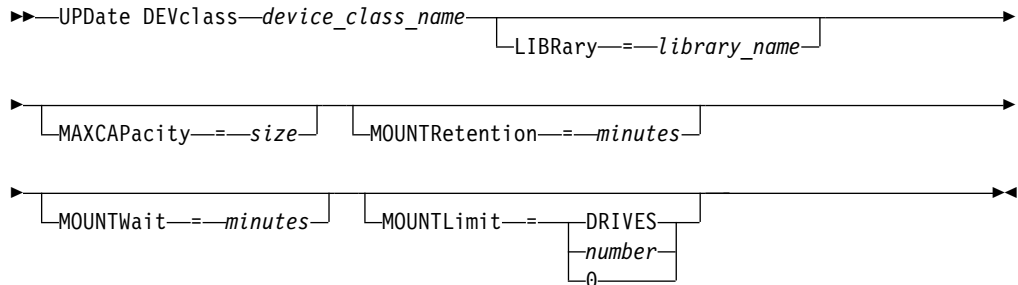 UPDate DEVclass device_class_name
LIBRary = library_name
MAXCAPacity = size MOUNTRetention = minutes
MOUNTWait = minutes MOUNTLimit = DRIVES
number
0